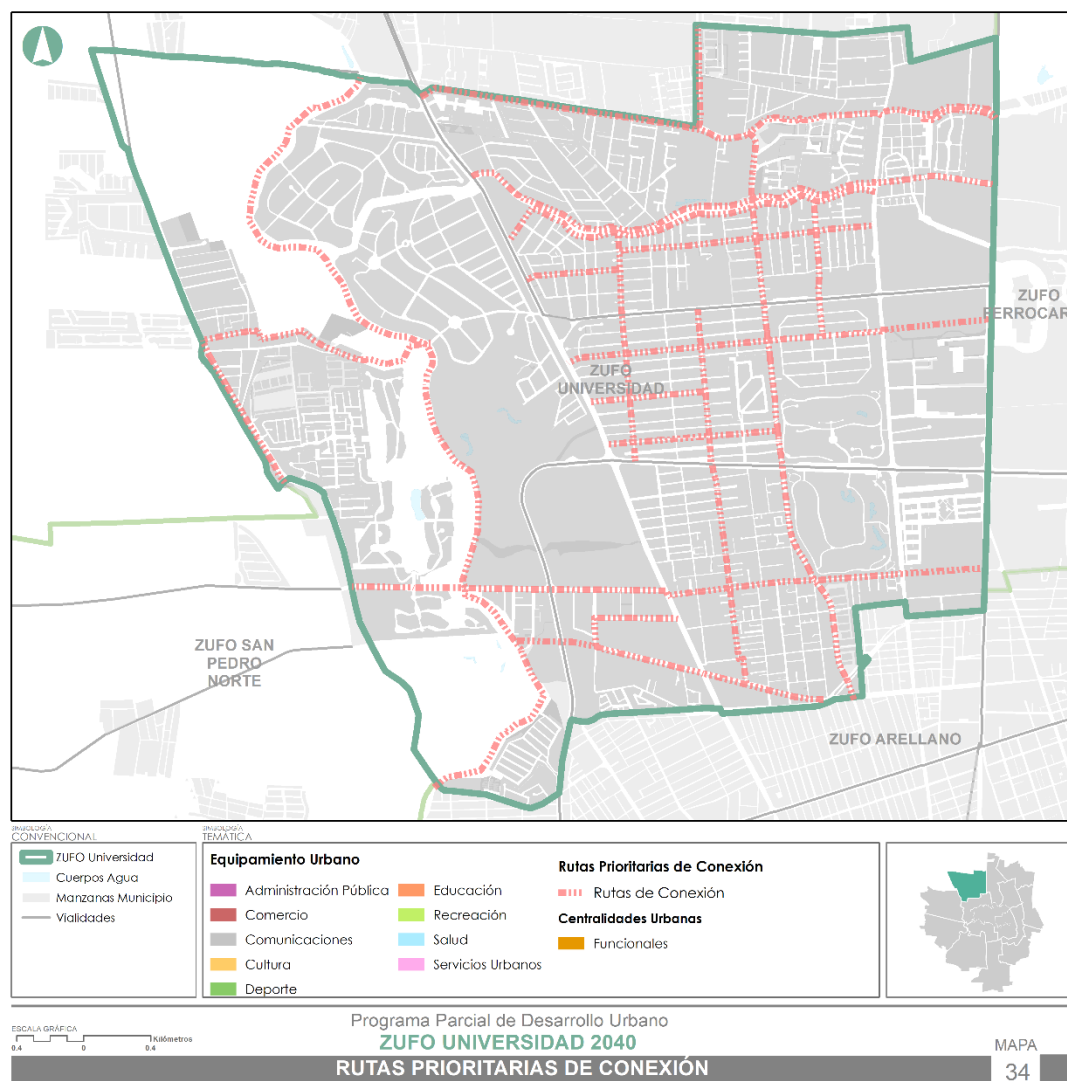 ZUFO
FERROCAR
ZUFO
UNIVERSIDAD
ZUFO SAN
PEDRO
NORTE
ZUFO ARELLANO
SIMBOLOGÍA
CONVENCIONAL
ZUFO Universidad
Cuerpos Agua
Manzanas Municipio
Vialidades
SIMBOLOGÍA
TEMATICA
Equipamiento Urbano
Administración Pública
Comercio
Comunicaciones
Cultura
Deporte
Educación
Recreación
Salud
Servicios Urbanos
Rutas Prioritarias de Conexión
Rutas de Conexión
Centralidades Urbanas
Funcionales
ESCALA GRÁFICA
0.4 0 0.4
Kilómetros
Programa Parcial de Desarrollo Urbano
ZUFO UNIVERSIDAD 2040
RUTAS PRIORITARIAS DE CONEXIÓN
MAPA
34